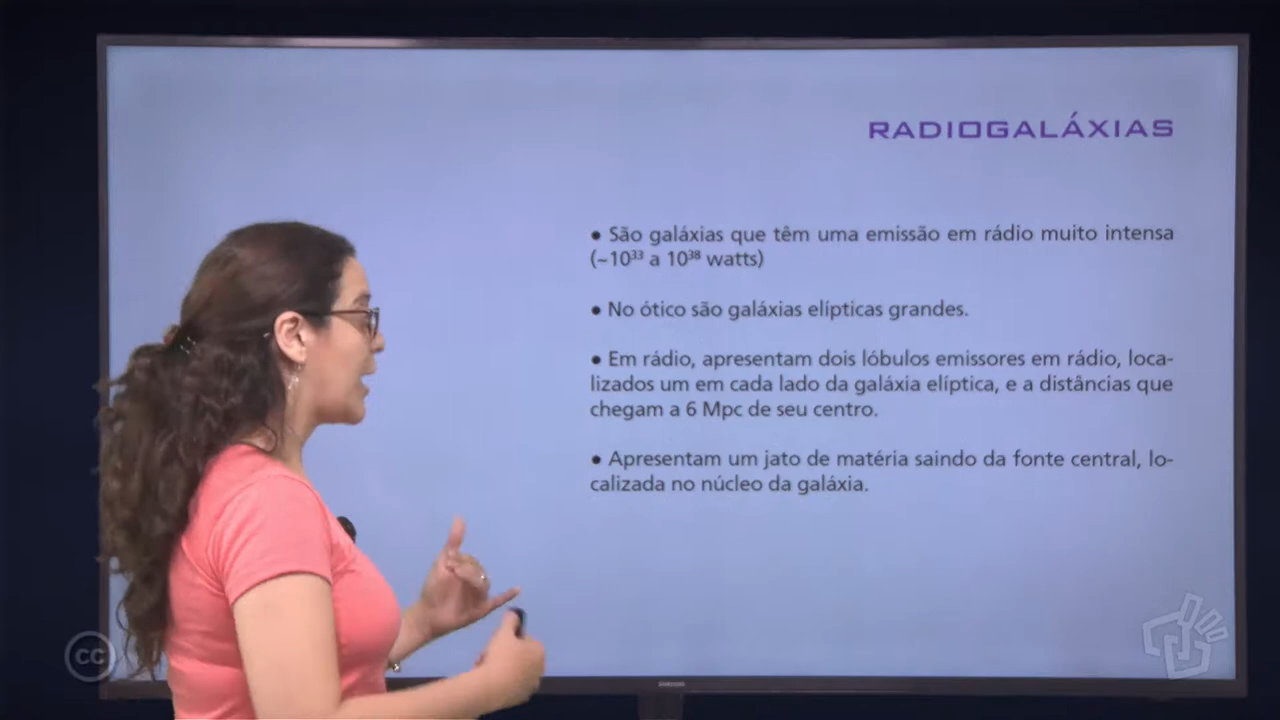 RADIOGALÁXIAS
● São galáxias que têm uma emissão em rádio muito intensa
(~10³³ a 10³⁸ watts)
● No ótico são galáxias elípticas grandes.
● Em rádio, apresentam dois lóbulos emissores em rádio, loca-
lizados um em cada lado da galáxia elíptica, e a distâncias que
chegam a 6 Mpc de seu centro.
● Apresentam um jato de matéria saindo da fonte central, lo-
calizada no núcleo da galáxia.
cc
SAMSUNG